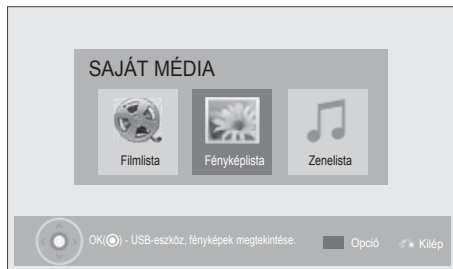 SAJÁT MÉDIA
Filmlista
Fényképlista
Zenelista
OK(◉) - USB-eszköz, fényképek megtekintése.
Opció
Kilép